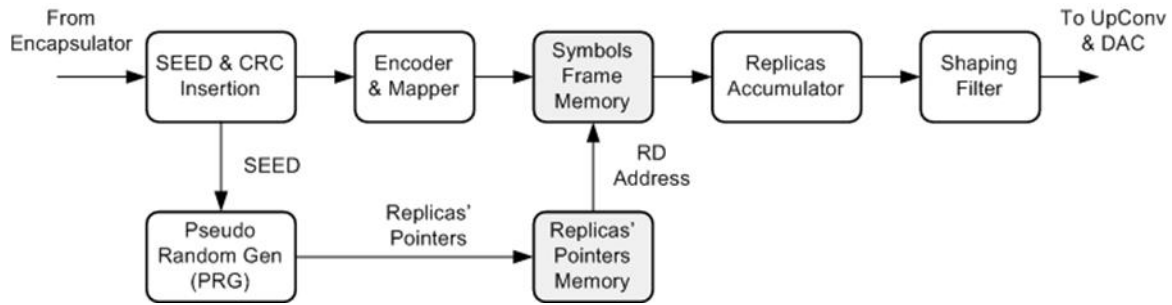 From
Encapsulator
SEED & CRC
Insertion
Encoder
& Mapper
Symbols
Frame
Memory
Replicas
Accumulator
Shaping
Filter
To UpConv
& DAC
SEED
RD
Address
Pseudo
Random Gen
(PRG)
Replicas'
Pointers
Replicas'
Pointers
Memory